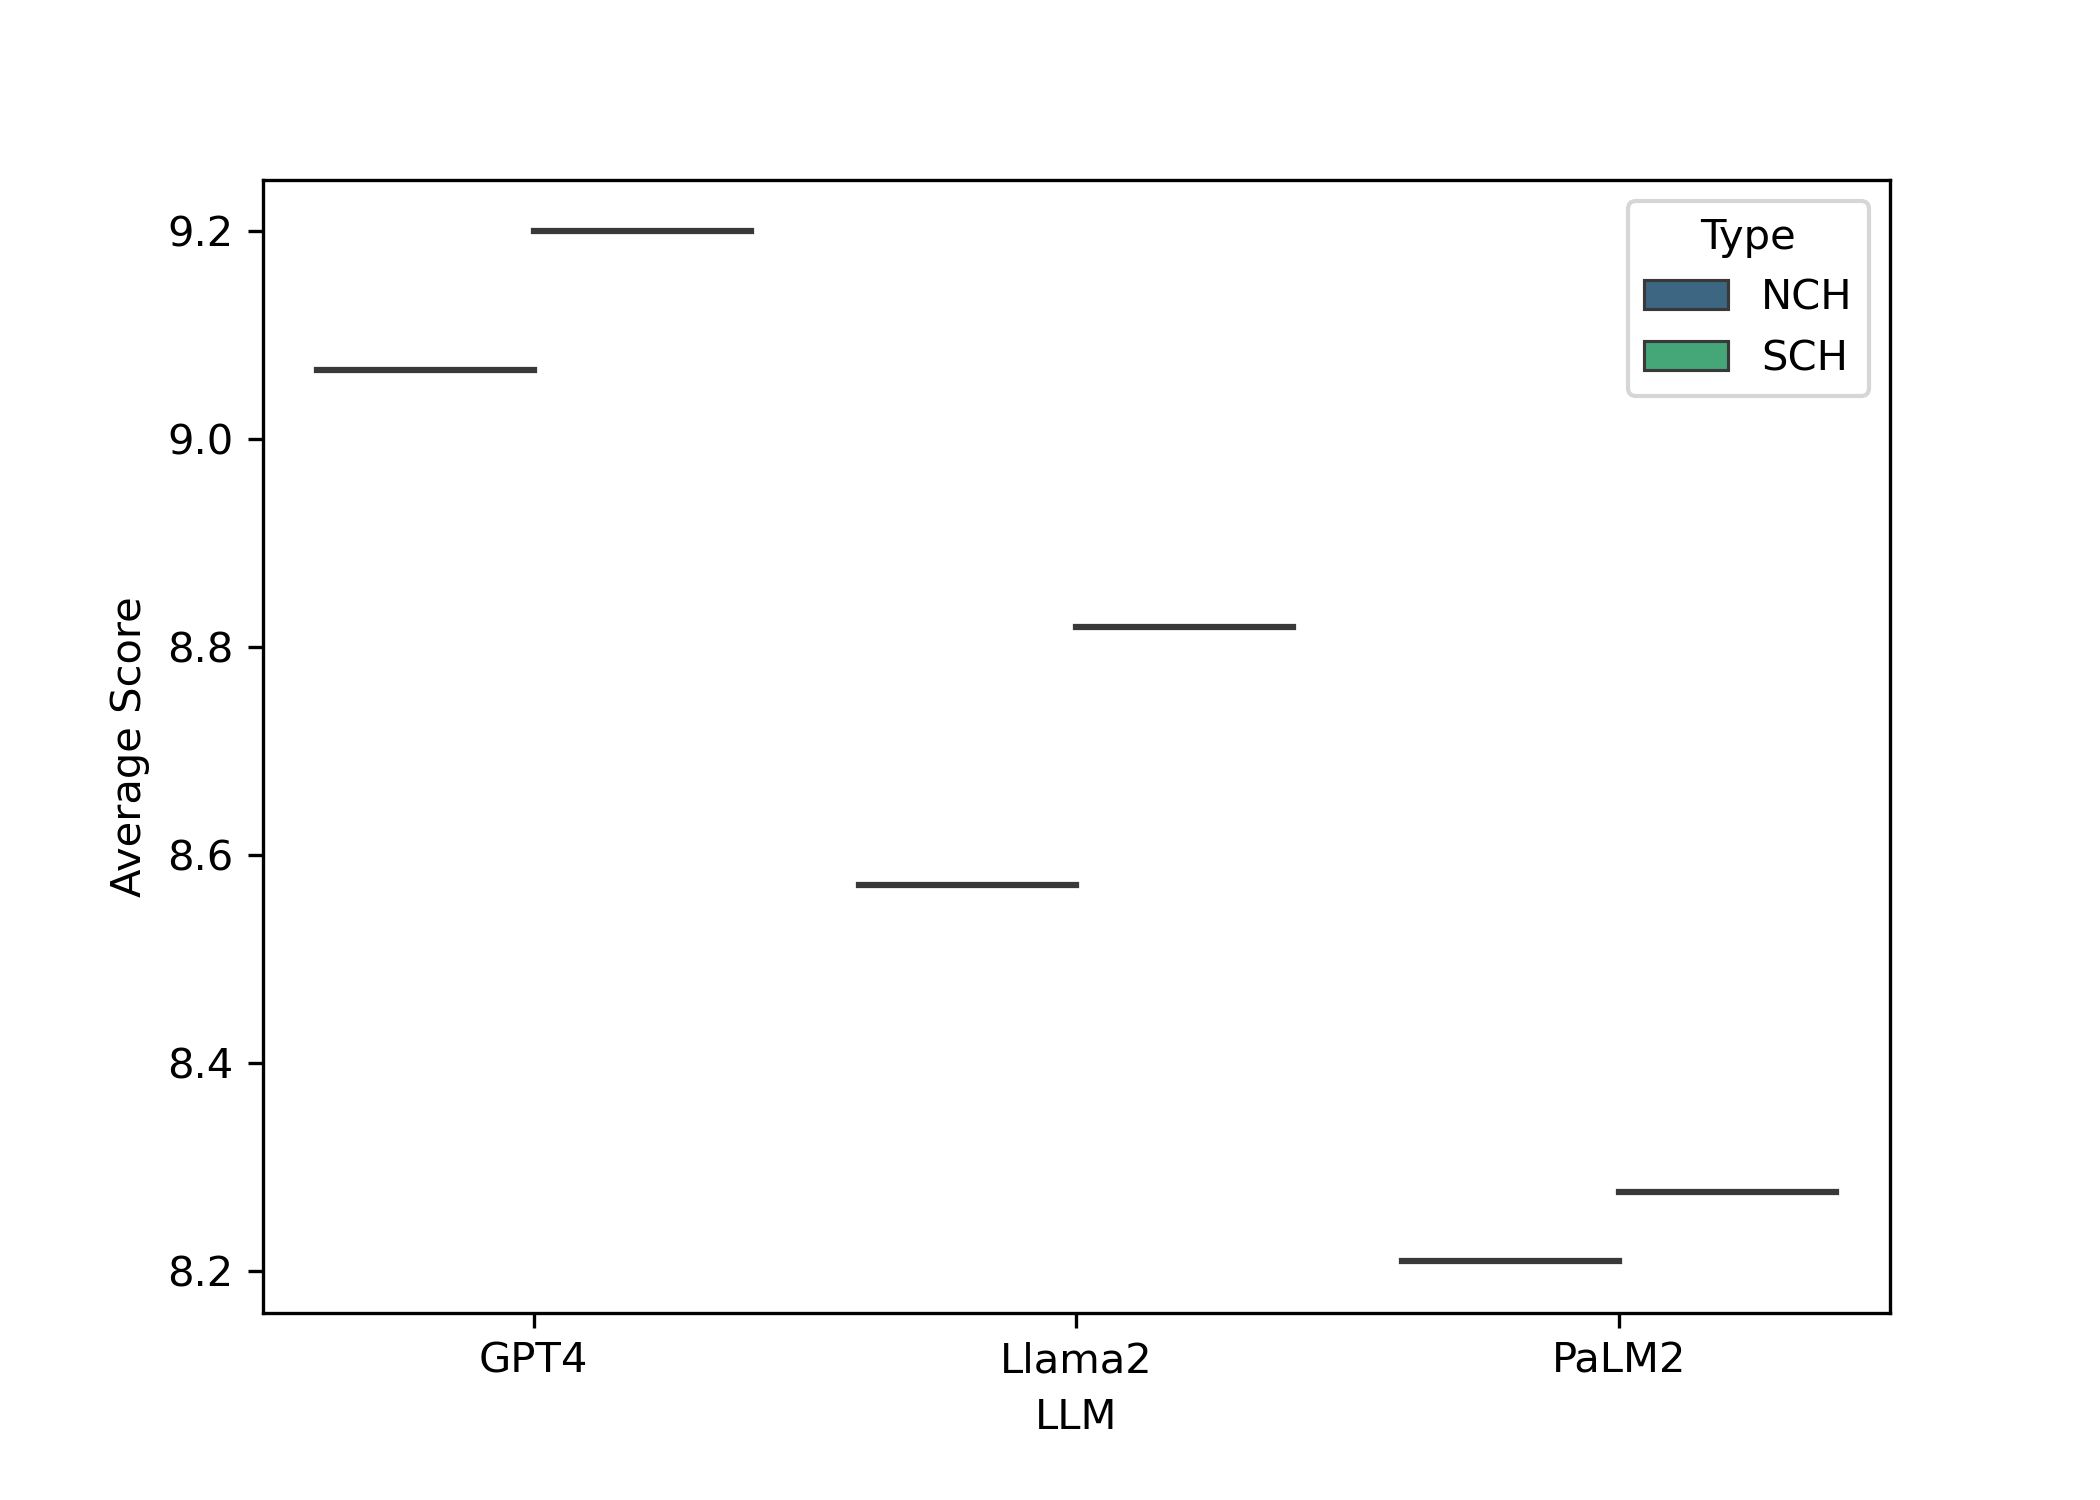 9.2
9.0
8.8
8.6
8.4
8.2
Average Score
GPT4
Llama2
PaLM2
LLM
Type
NCH
SCH